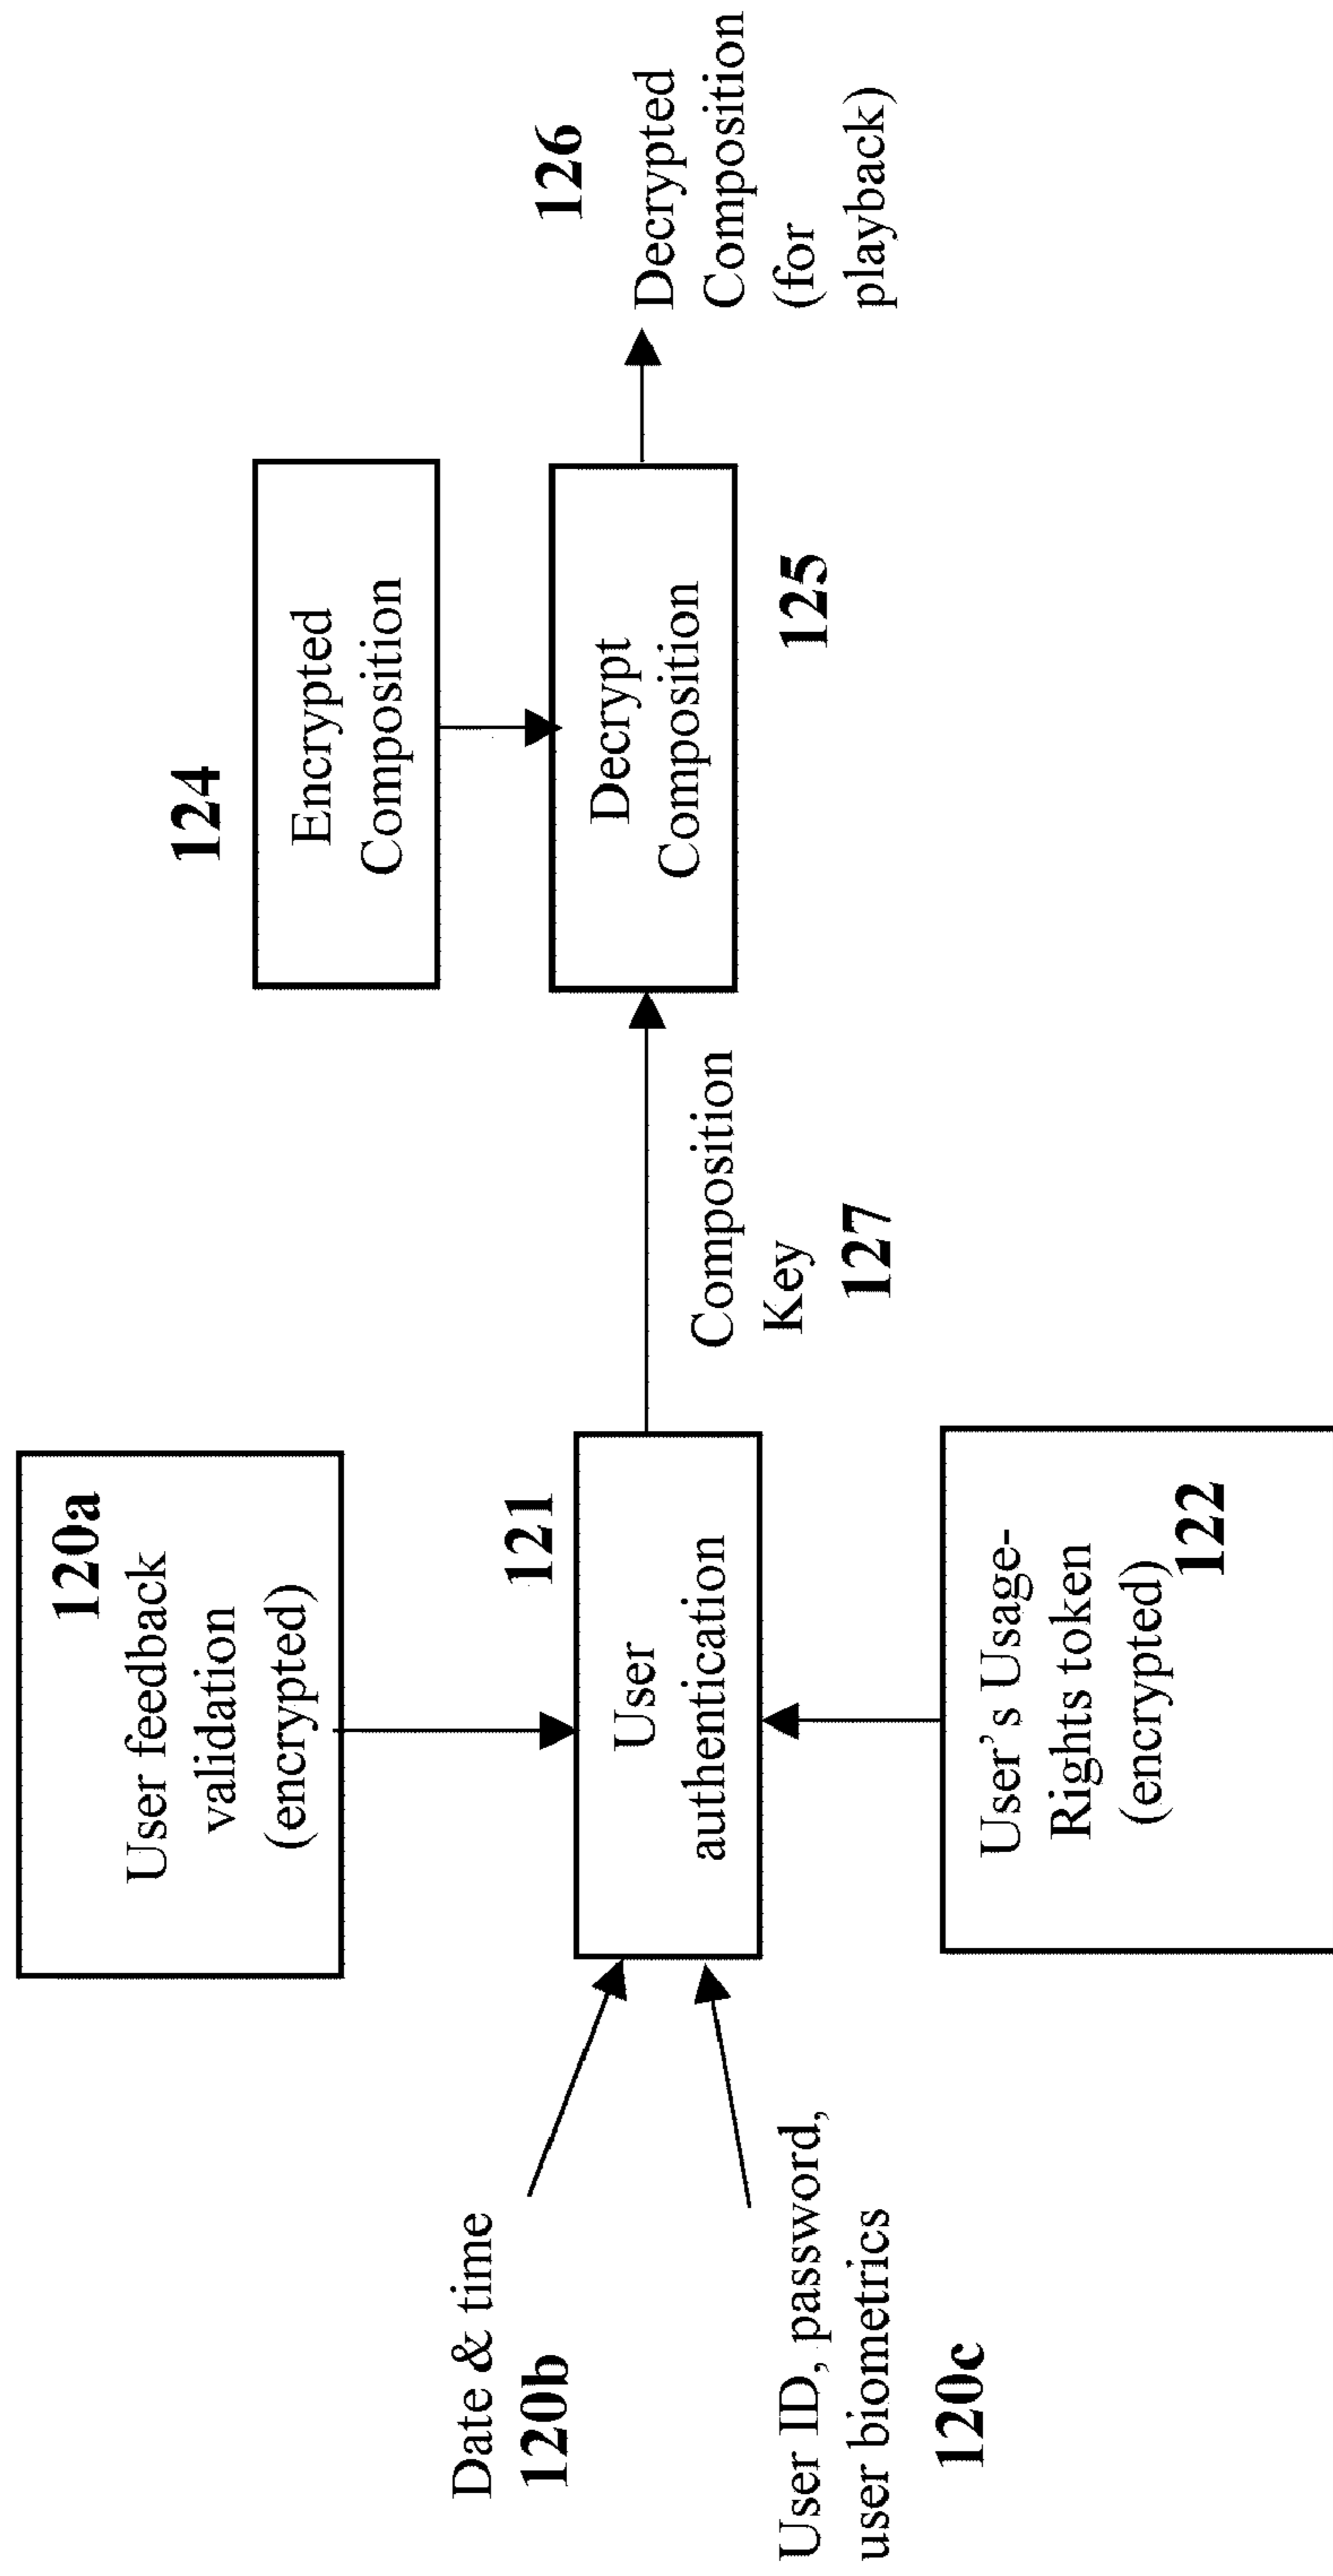 120a
User feedback
validation
(encrypted)
Date & time
120b
User ID, password,
user biometrics
120c
121
User
authentication
User's Usage-
Rights token
(encrypted)
122
Composition
Key
127
124
Encrypted
Composition
Decrypt
Composition
125
126
Decrypted
Composition
(for
playback)